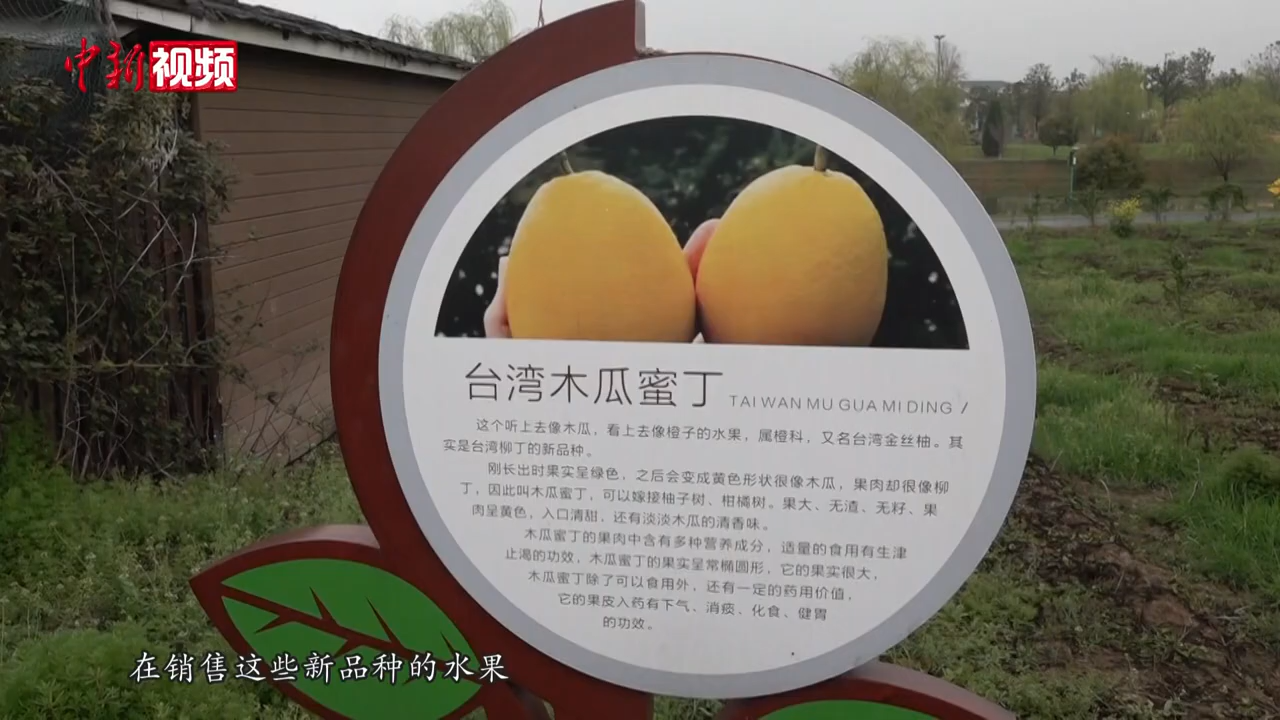 中新视频
台湾木瓜蜜丁 TAI WAN MU GUA MI DING /
这个听上去像木瓜，看上去像橙子的水果，属橙科，又名台湾金丝柚。其
实是台湾柳丁的新品种。
刚长出时果实呈绿色，之后会变成黄色形状很像木瓜，果肉却很像柳
丁，因此叫木瓜蜜丁，可以嫁接柚子树、柑橘树。果大、无渣、无籽、果
肉呈黄色，入口清甜，还有淡淡木瓜的清香味。
木瓜蜜丁的果肉中含有多种营养成分，适量的食用有生津
止渴的功效，木瓜蜜丁的果实呈常椭圆形，它的果实很大，
木瓜蜜丁除了可以食用外，还有一定的药用价值，
它的果皮入药有下气、消痰、化食、健胃
的功效。
在销售这些新品种的水果